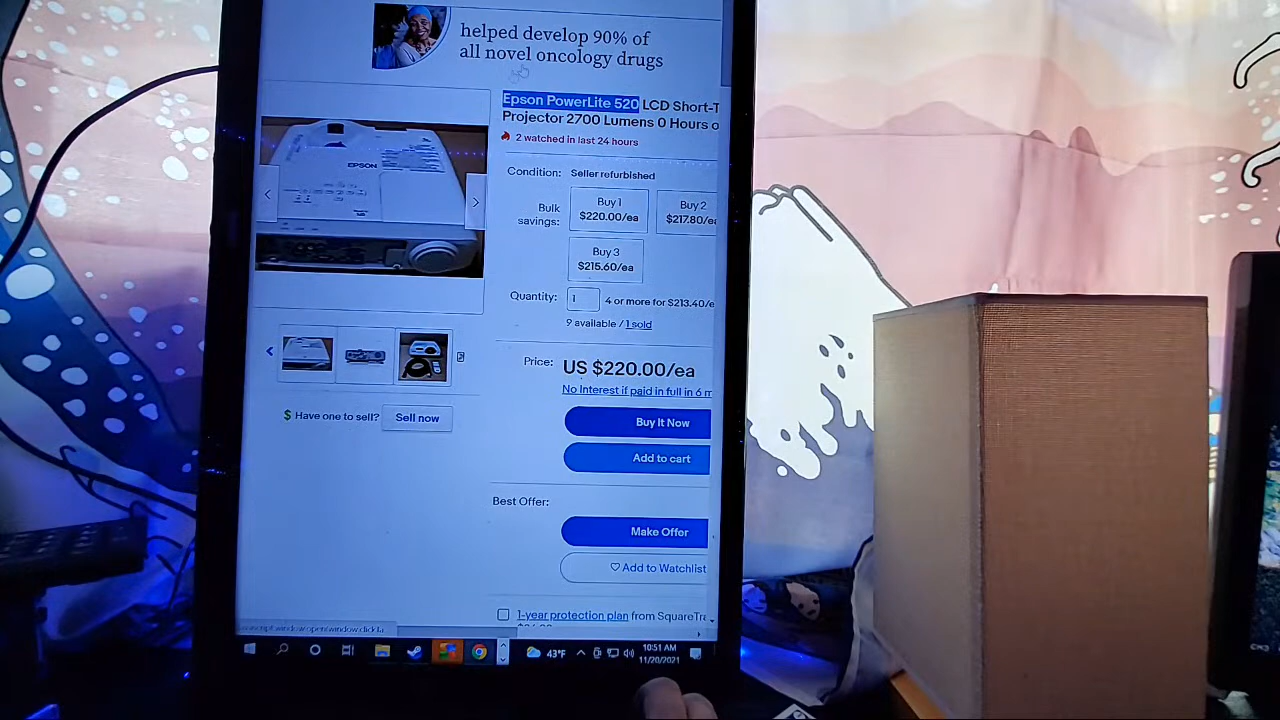 helped develop 90% of
all novel oncology drugs
Epson PowerLite 520 LCD Short-T
Projector 2700 Lumens 0 Hours o
2 watched in last 24 hours
EPSON
Condition: Seller refurbished
Bulk savings:
Buy 1
$220.00/ea
Buy 2
$217.80/ea
Buy 3
$215.60/ea
Quantity: 1 4 or more for $213.40/e
9 available / 1 sold
Price: US $220.00/ea
No Interest if paid in full in 6 m
$ Have one to sell? Sell now
Buy It Now
Add to cart
Best Offer:
Make Offer
Add to Watchlist
1-year protection plan from SquareTra
43°F
10:51 AM
11/20/2021